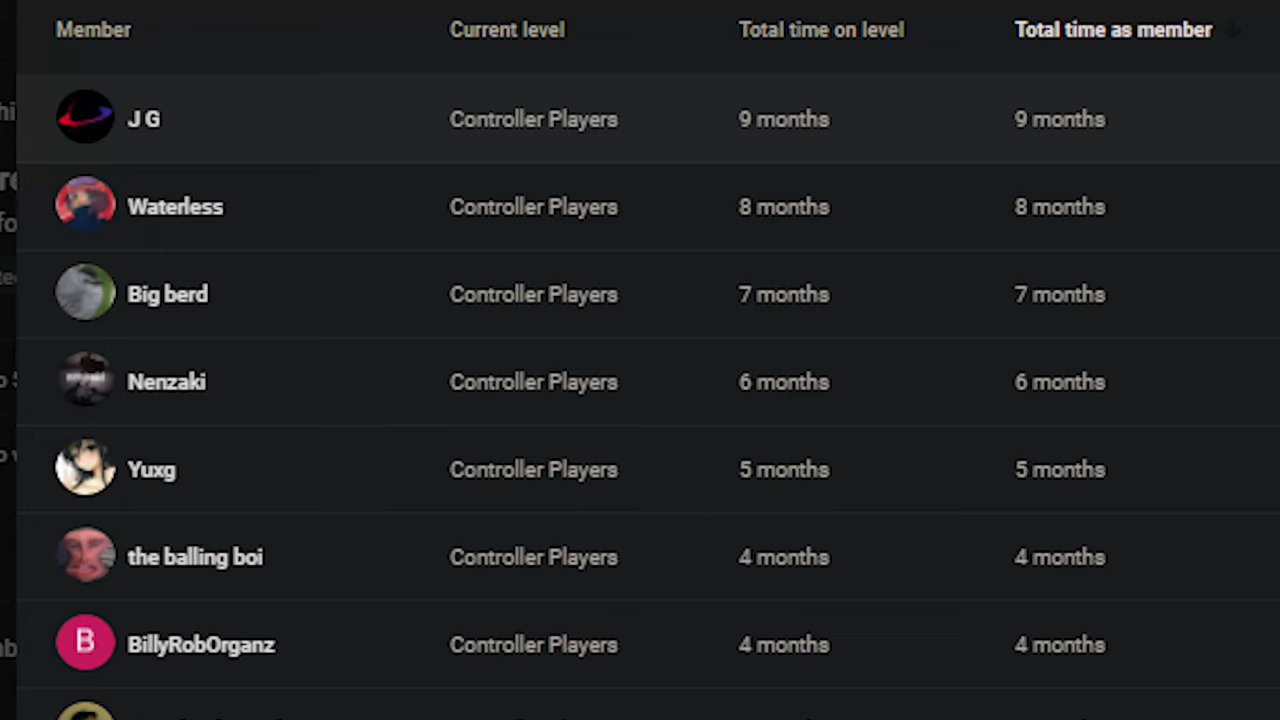 Member Current level Total time on level Total time as member
J G Controller Players 9 months 9 months
Waterless Controller Players 8 months 8 months
Big berd Controller Players 7 months 7 months
Nenzaki Controller Players 6 months 6 months
Yuxg Controller Players 5 months 5 months
the balling boi Controller Players 4 months 4 months
B BillyRobOrganz Controller Players 4 months 4 months